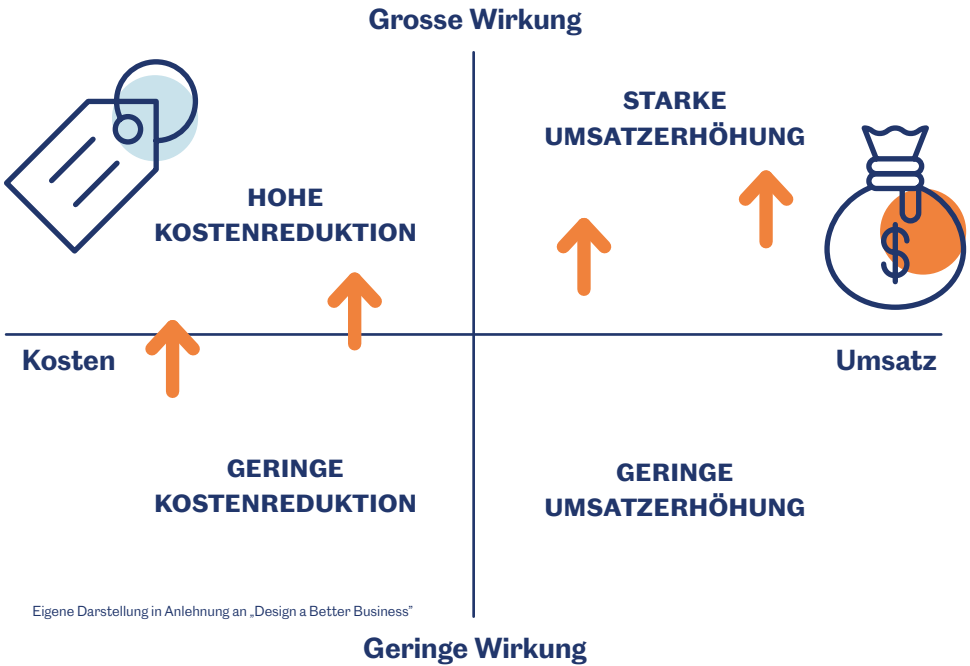 Grosse Wirkung
STARKE
UMSATZERHÖHUNG
HOHE
KOSTENREDUKTION
$
Kosten
Umsatz
GERINGE
KOSTENREDUKTION
GERINGE
UMSATZERHÖHUNG
Eigene Darstellung in Anlehnung an „Design a Better Business”
Geringe Wirkung